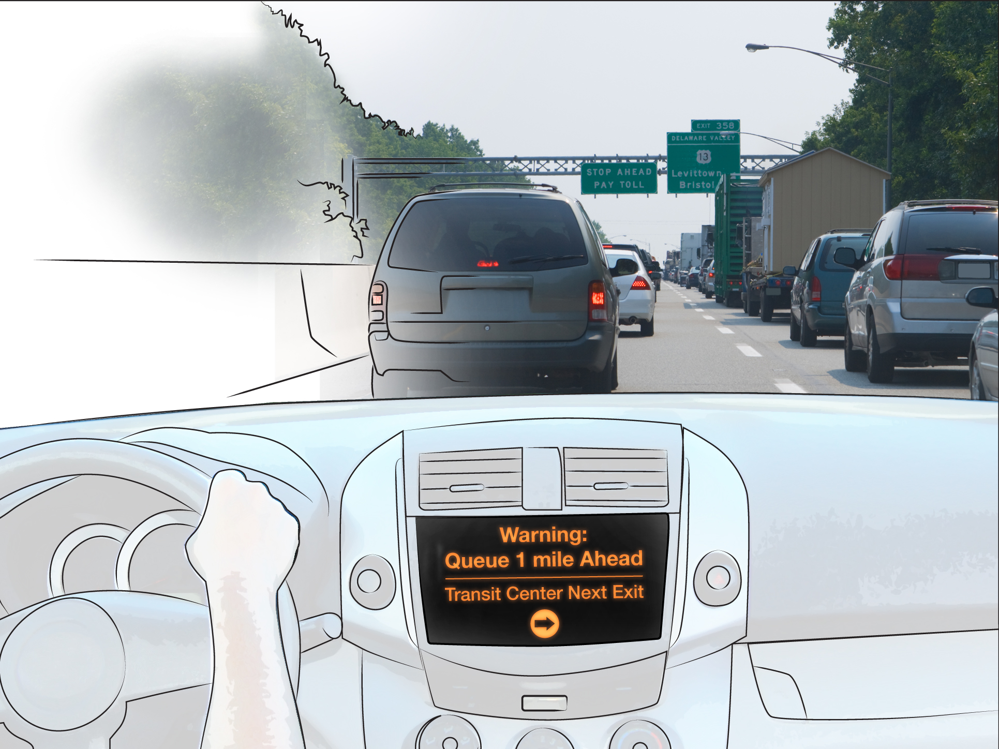 EXIT 358
DELAWARE VALLEY
13
Levittown
Bristol
STOP AHEAD
PAY TOLL
Warning:
Queue 1 mile Ahead
Transit Center Next Exit